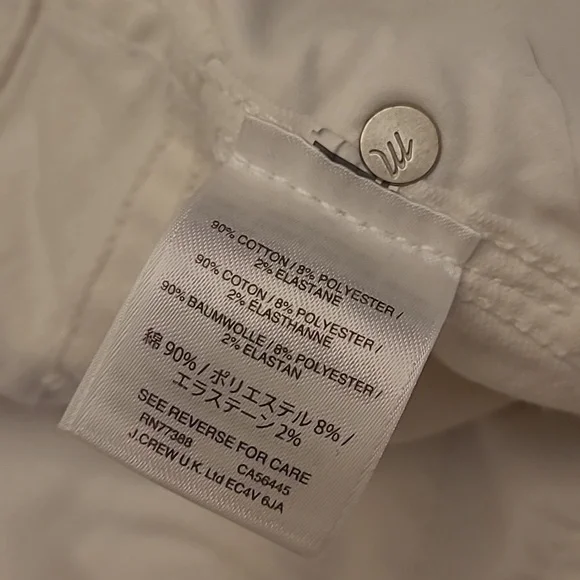 m
90% COTTON / 8% POLYESTER /
2% ELASTANE
90% COTON / 8% POLYESTER /
2% ÉLASTHANNE
90% BAUMWOLLE / 8% POLYESTER /
2% ELASTAN
綿 90% / ポリエステル 8% /
エラステーン 2%
SEE REVERSE FOR CARE
RN77388 CA56445
J.CREW U.K. Ltd EC4V 6JA